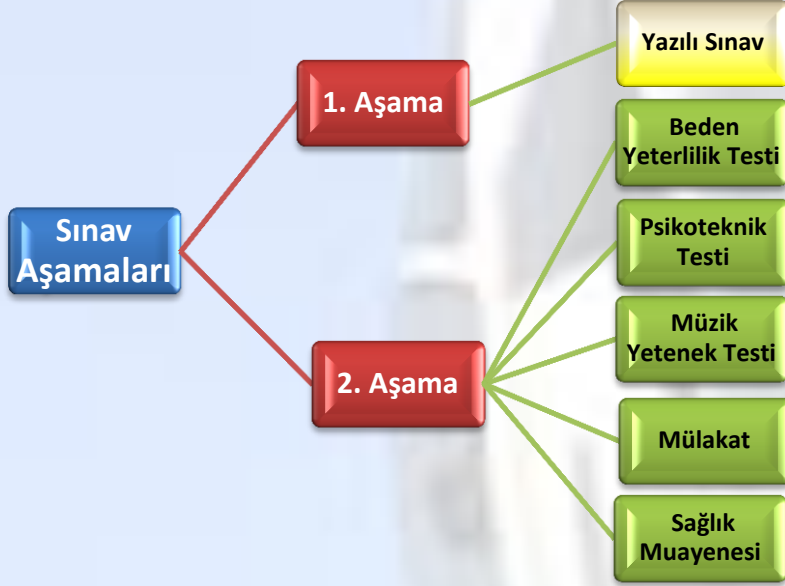 Sınav
Aşamaları
1. Aşama
Yazılı Sınav
2. Aşama
Beden
Yeterlilik Testi
Psikoteknik
Testi
Müzik
Yetenek Testi
Mülakat
Sağlık
Muayenesi